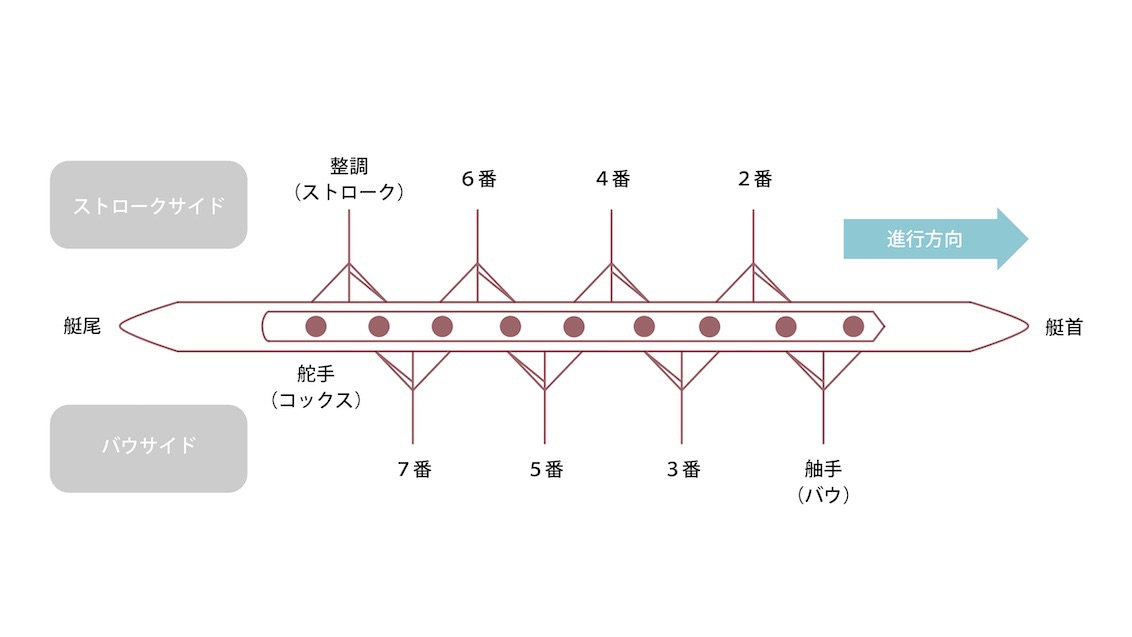 整調
（ストローク）
６番
４番
２番
ストロークサイド
進行方向
艇尾
艇首
舵手
（コックス）
バウサイド
７番
５番
３番
舳手
（バウ）